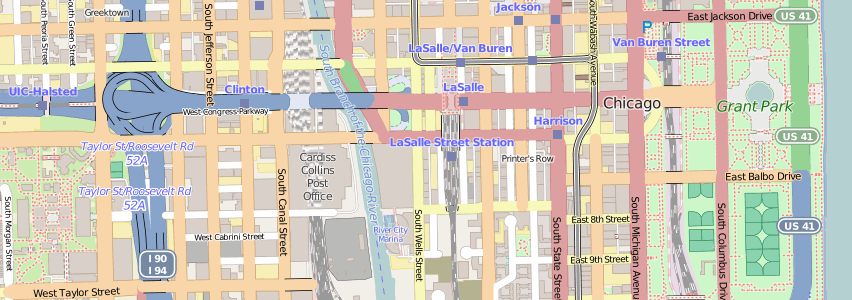 Greektown
South Peoria Street
South Green Street
South Jefferson Street
Jackson
East Jackson Drive
US 41
LaSalle/Van Buren
Van Buren Street
South Wabash Avenue
UIC-Halsted
Clinton
LaSalle
Chicago
Grant Park
West Congress Parkway
South Branch of the Chicago River
Harrison
US 41
LaSalle Street Station
Taylor St/Roosevelt Rd
52A
Cardiss
Collins
Post
Office
Printer's Row
East Balbo Drive
Taylor St/Roosevelt Rd
52A
South Morgan Street
South Canal Street
South Wells Street
South State Street
South Michigan Avenu
South Columbus Driv
East 8th Street
US 41
River City
Marina
West Cabrini Street
I 90
I 94
East 9th Street
West Taylor Street